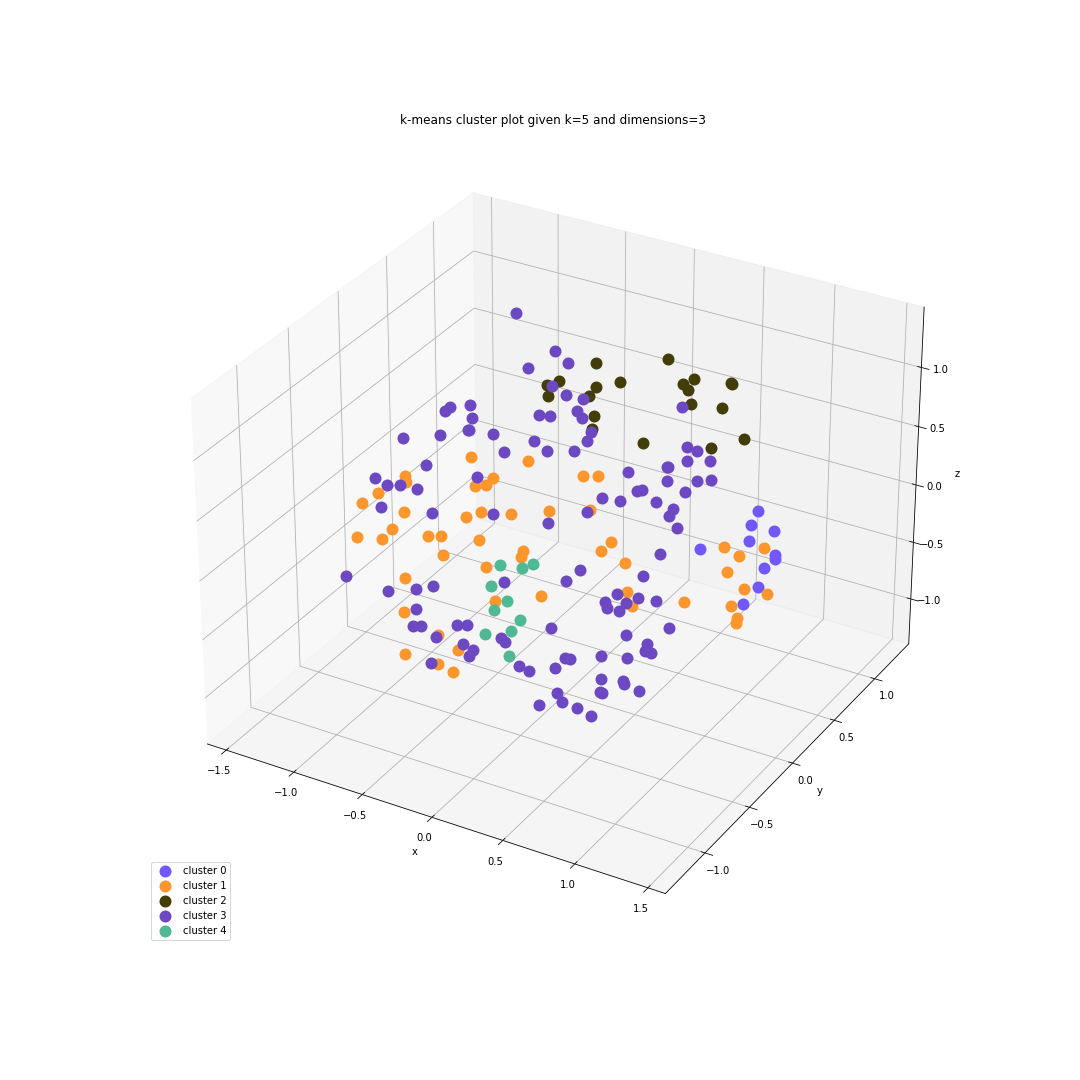 k-means cluster plot given k=5 and dimensions=3
1.0
0.5
0.0
−0.5
−1.0
z
1.0
0.5
0.0
−0.5
−1.0
y
−1.5
−1.0
−0.5
0.0
0.5
1.0
1.5
x
cluster 0
cluster 1
cluster 2
cluster 3
cluster 4